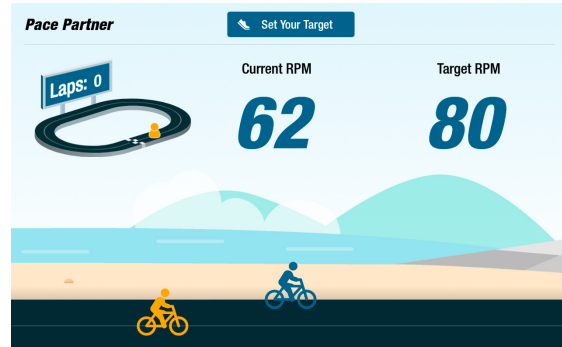 Pace Partner
Set Your Target
Laps: 0
Current RPM
62
Target RPM
80